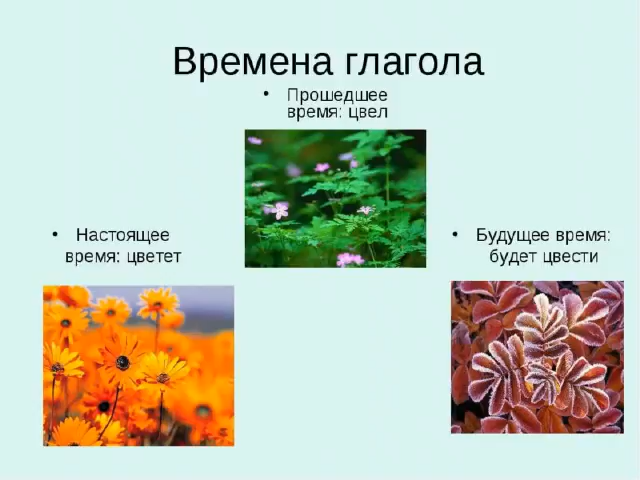 Времена глагола
• Прошедшее
время: цвел
• Настоящее
время: цветет
• Будущее время:
будет цвести